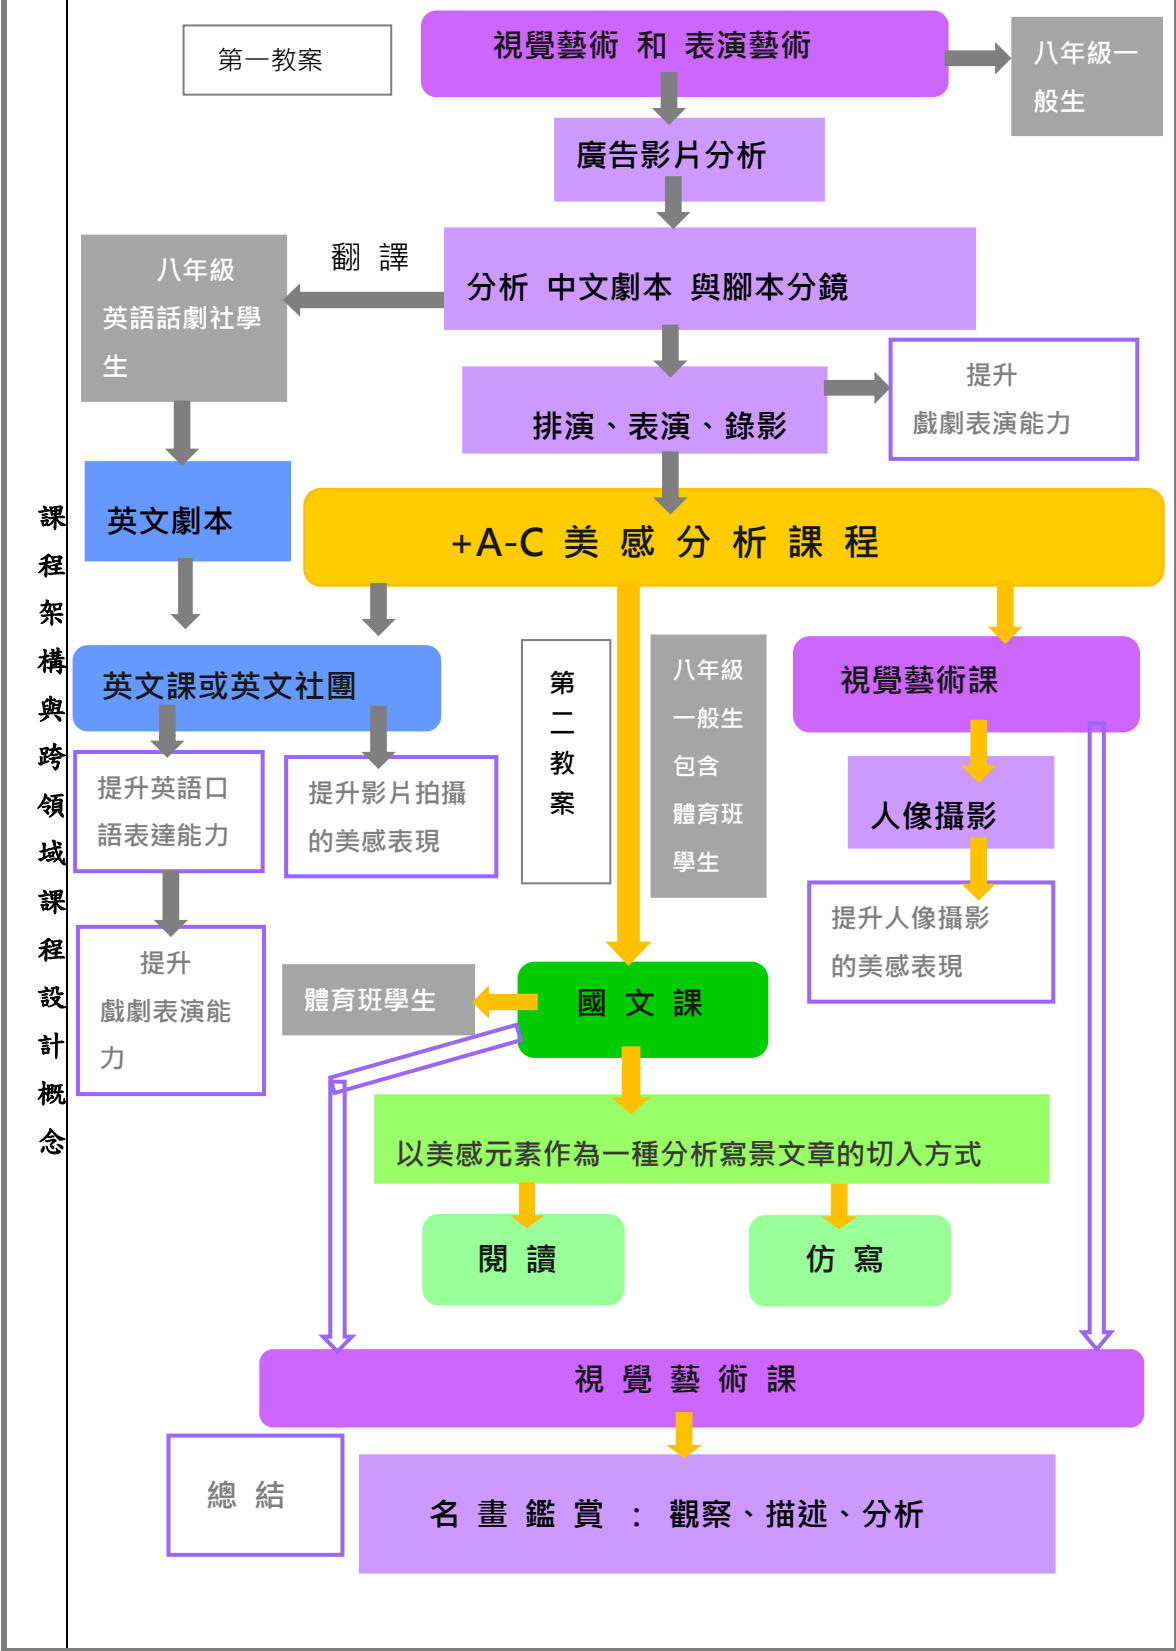 課程架構與跨領域課程設計概念
第一教案
視覺藝術 和 表演藝術
八年級一
般生
廣告影片分析
翻 譯
分析 中文劇本 與腳本分鏡
八年級
英語話劇社學
生
排演、表演、錄影
提升
戲劇表演能力
英文劇本
+A-C 美 感 分 析 課 程
英文課或英文社團
第二教案
八年級
一般生
包含
體育班
學生
視覺藝術課
提升英語口
語表達能力
提升影片拍攝
的美感表現
人像攝影
提升人像攝影
的美感表現
提升
戲劇表演能
力
體育班學生
國 文 課
以美感元素作為一種分析寫景文章的切入方式
閱 讀
仿 寫
視 覺 藝 術 課
總 結
名 畫 鑑 賞 : 觀察、描述、分析